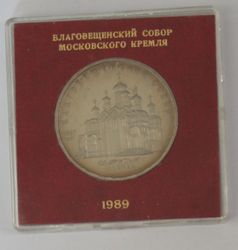 БЛАГОВЕЩЕНСКИЙ СОБОР
МОСКОВСКОГО КРЕМЛЯ
1989